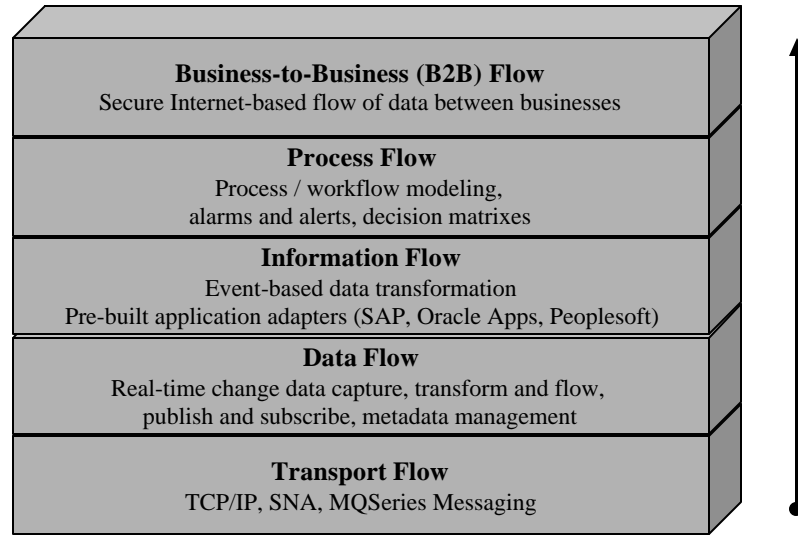 Business-to-Business (B2B) Flow
Secure Internet-based flow of data between businesses
Process Flow
Process / workflow modeling,
alarms and alerts, decision matrixes
Information Flow
Event-based data transformation
Pre-built application adapters (SAP, Oracle Apps, Peoplesoft)
Data Flow
Real-time change data capture, transform and flow,
publish and subscribe, metadata management
Transport Flow
TCP/IP, SNA, MQSeries Messaging